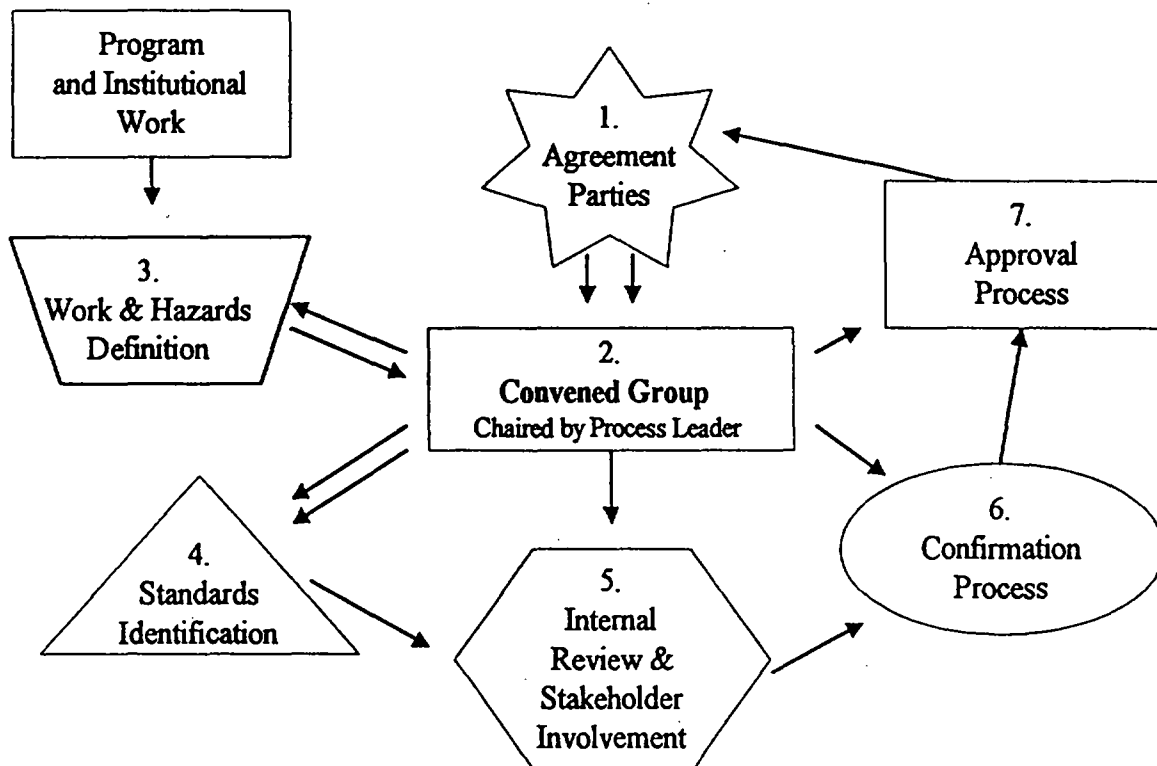 Program
and Institutional
Work
1.
Agreement
Parties
7.
Approval
Process
3.
Work & Hazards
Definition
2.
Convened Group
Chaired by Process Leader
4.
Standards
Identification
5.
Internal
Review &
Stakeholder
Involvement
6.
Confirmation
Process